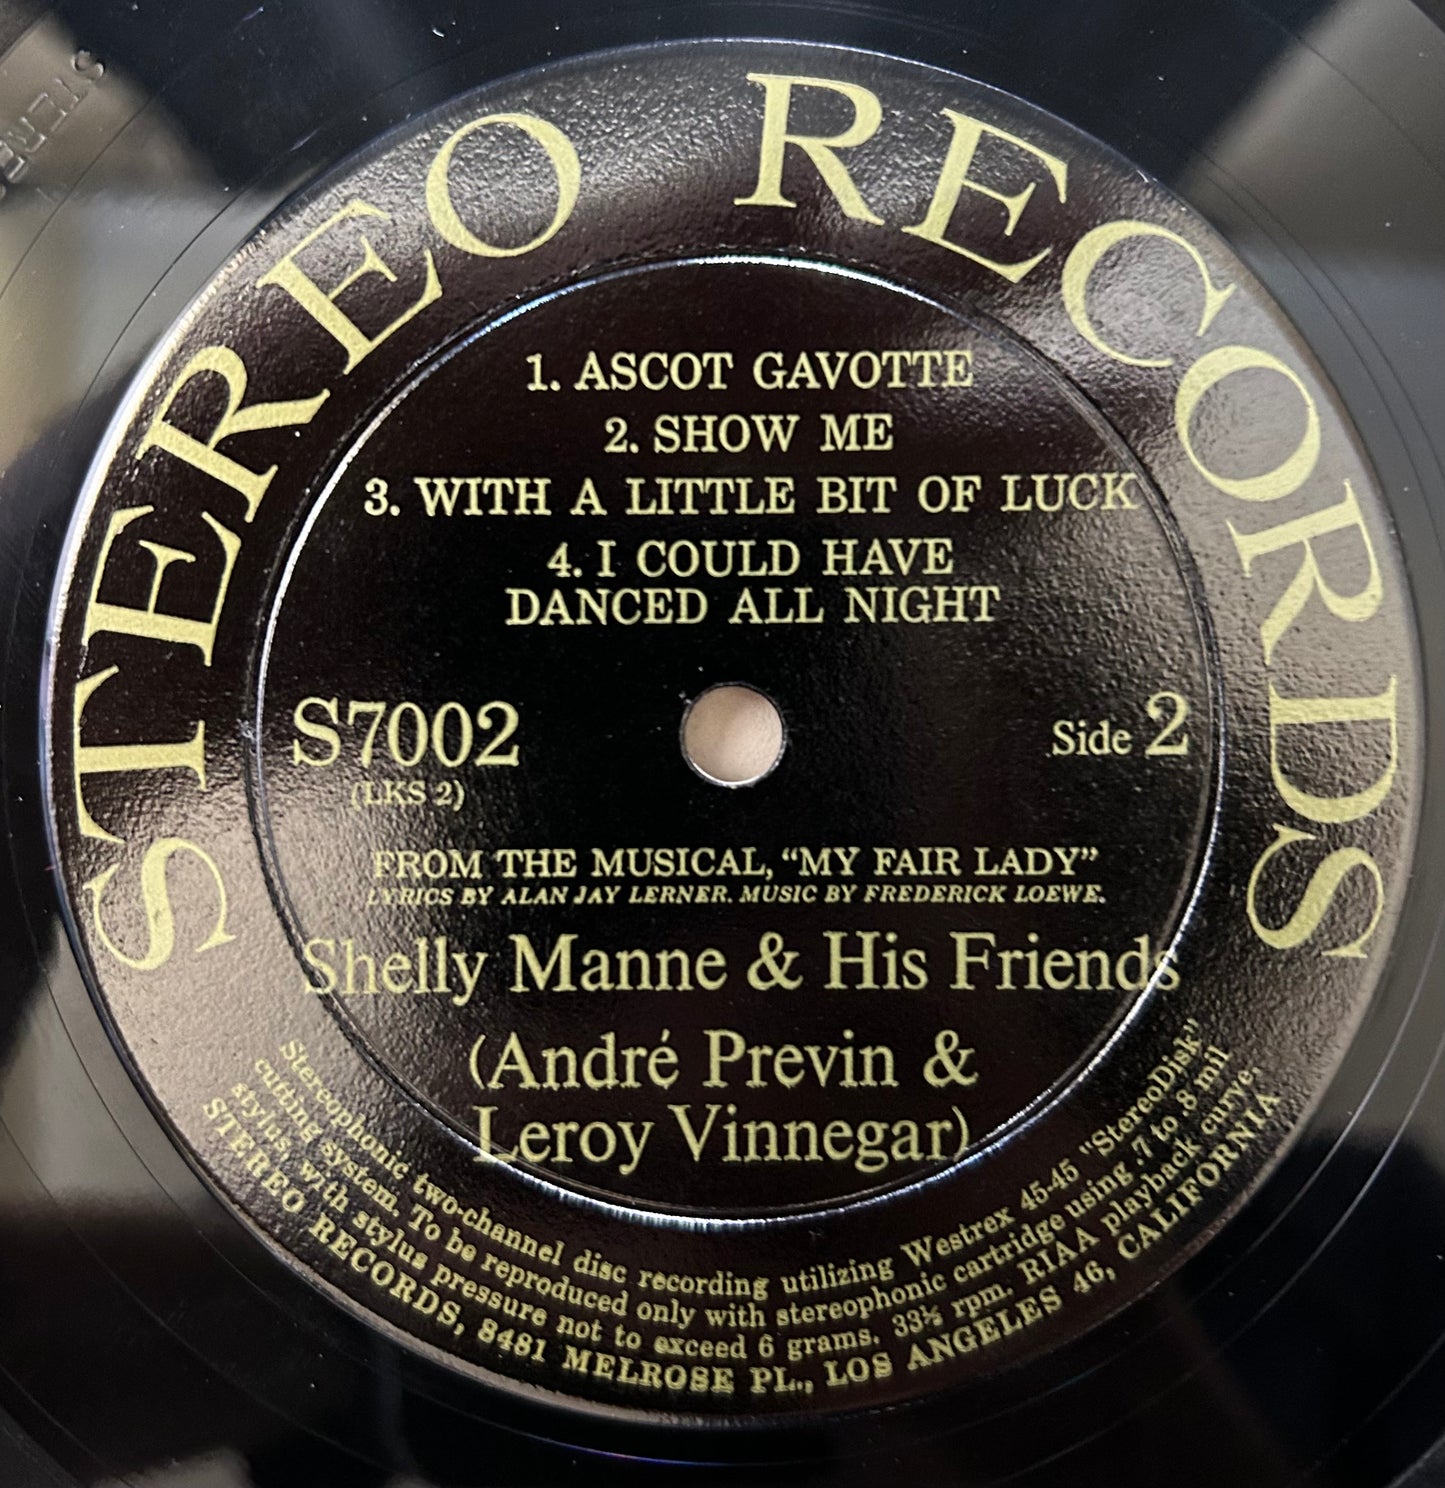 STEREO RECORDS
1. ASCOT GAVOTTE
2. SHOW ME
3. WITH A LITTLE BIT OF LUCK
4. I COULD HAVE
DANCED ALL NIGHT
S7002
Side 2
(LKS 2)
FROM THE MUSICAL, “MY FAIR LADY”
LYRICS BY ALAN JAY LERNER. MUSIC BY FREDERICK LOEWE.
Shelly Manne & His Friends
(André Previn &
Leroy Vinnegar)
Stereophonic two-channel disc recording utilizing Westrex 45-45 "StereoDisk"
cutting system. To be reproduced only with stereophonic cartridge using .7 to .8 mil
stylus, with stylus pressure not to exceed 6 grams. 33⅓ rpm. RIAA playback curve.
STEREO RECORDS, 8481 MELROSE PL., LOS ANGELES 46, CALIFORNIA